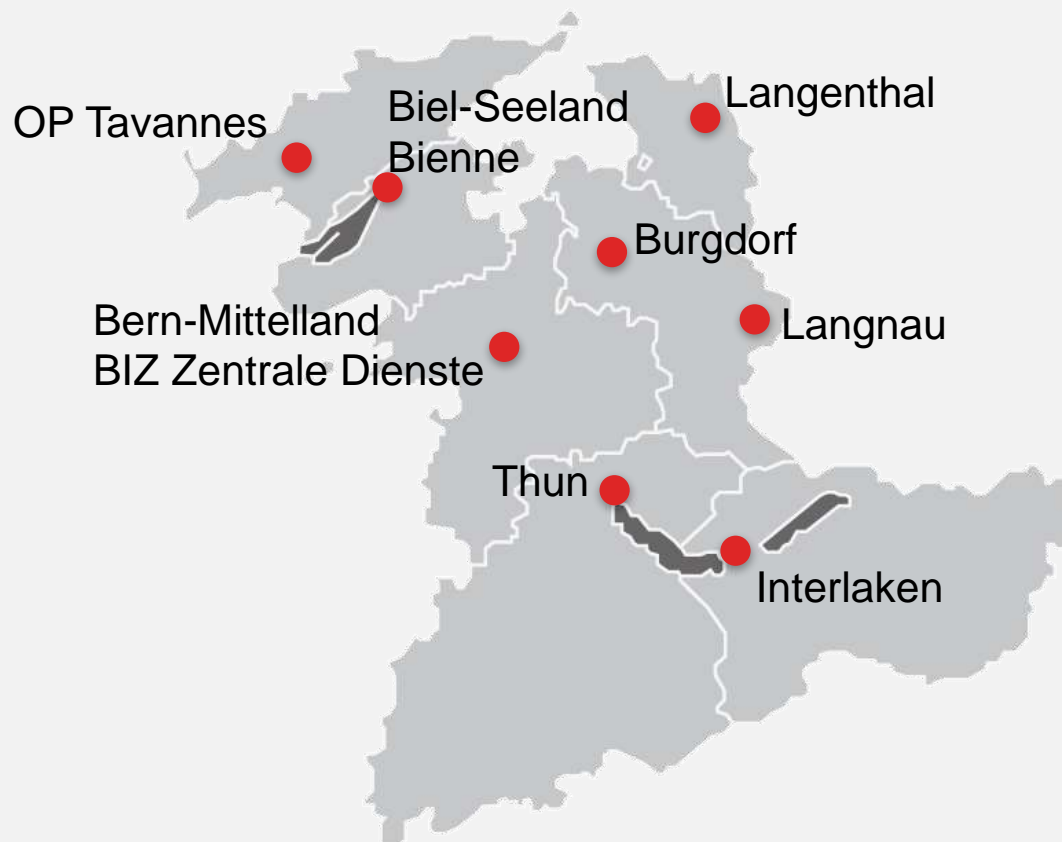 OP Tavannes
Biel-Seeland
Bienne
Langenthal
Burgdorf
Langnau
Bern-Mittelland
BIZ Zentrale Dienste
Thun
Interlaken